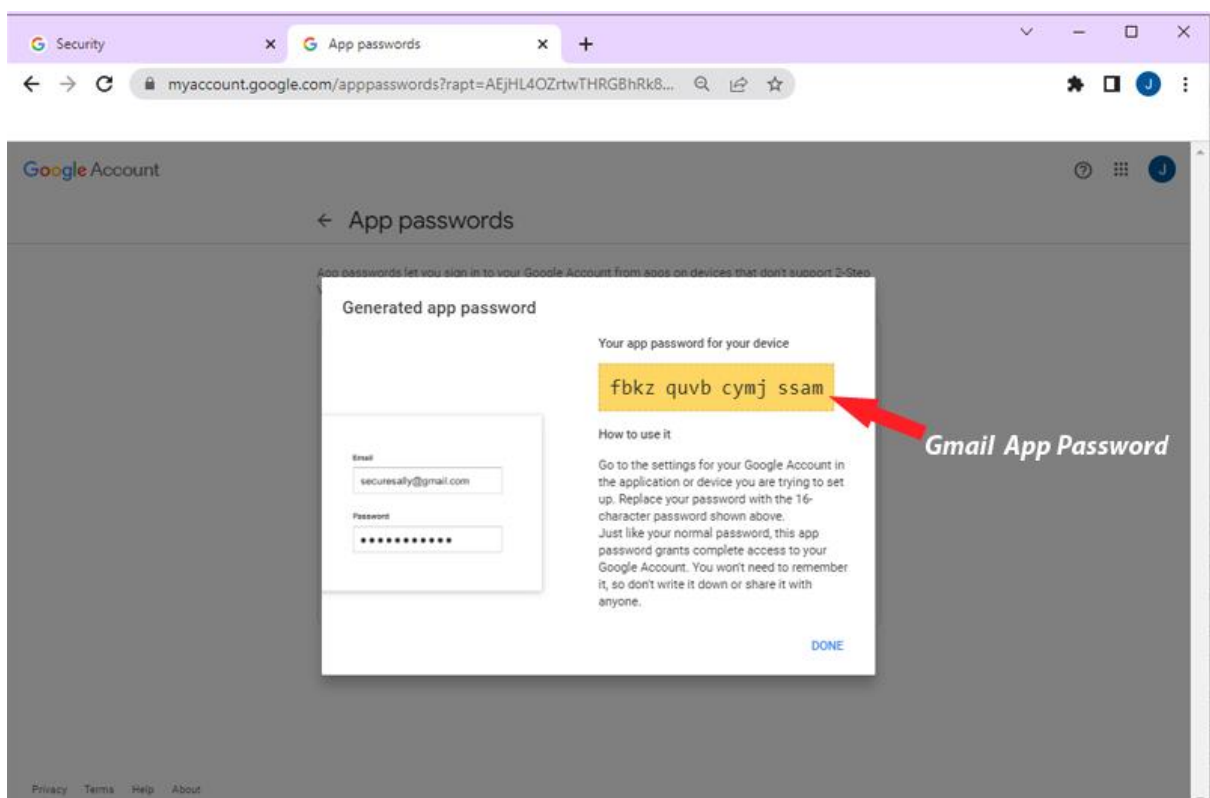 Security
App passwords
myaccount.google.com/apppasswords?rapt=AEjHL4OZrtwTHRGBhRk8...
J
Google Account
J
App passwords
App passwords let you sign in to your Google Account from apps on devices that don't support 2-Step
Generated app password
Your app password for your device
fbkz quvb cymj ssam
Gmail App Password
How to use it
Go to the settings for your Google Account in
the application or device you are trying to set
up. Replace your password with the 16-
character password shown above.
Just like your normal password, this app
password grants complete access to your
Google Account. You won't need to remember
it, so don't write it down or share it with
anyone.
Email
securesally@gmail.com
Password
DONE
Privacy Terms Help About